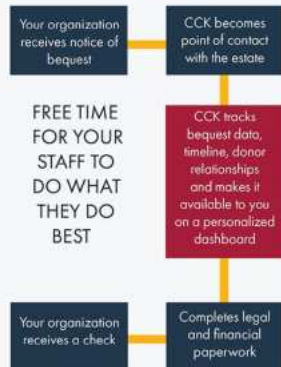 Your organization
receives notice of
bequest
CCK becomes
point of contact
with the estate
FREE TIME
FOR YOUR
STAFF TO
DO WHAT
THEY DO
BEST
CCK tracks
bequest data,
timeline, donor
relationships
and makes it
available to you
on a personalized
dashboard
Your organization
receives a check
Completes legal
and financial
paperwork